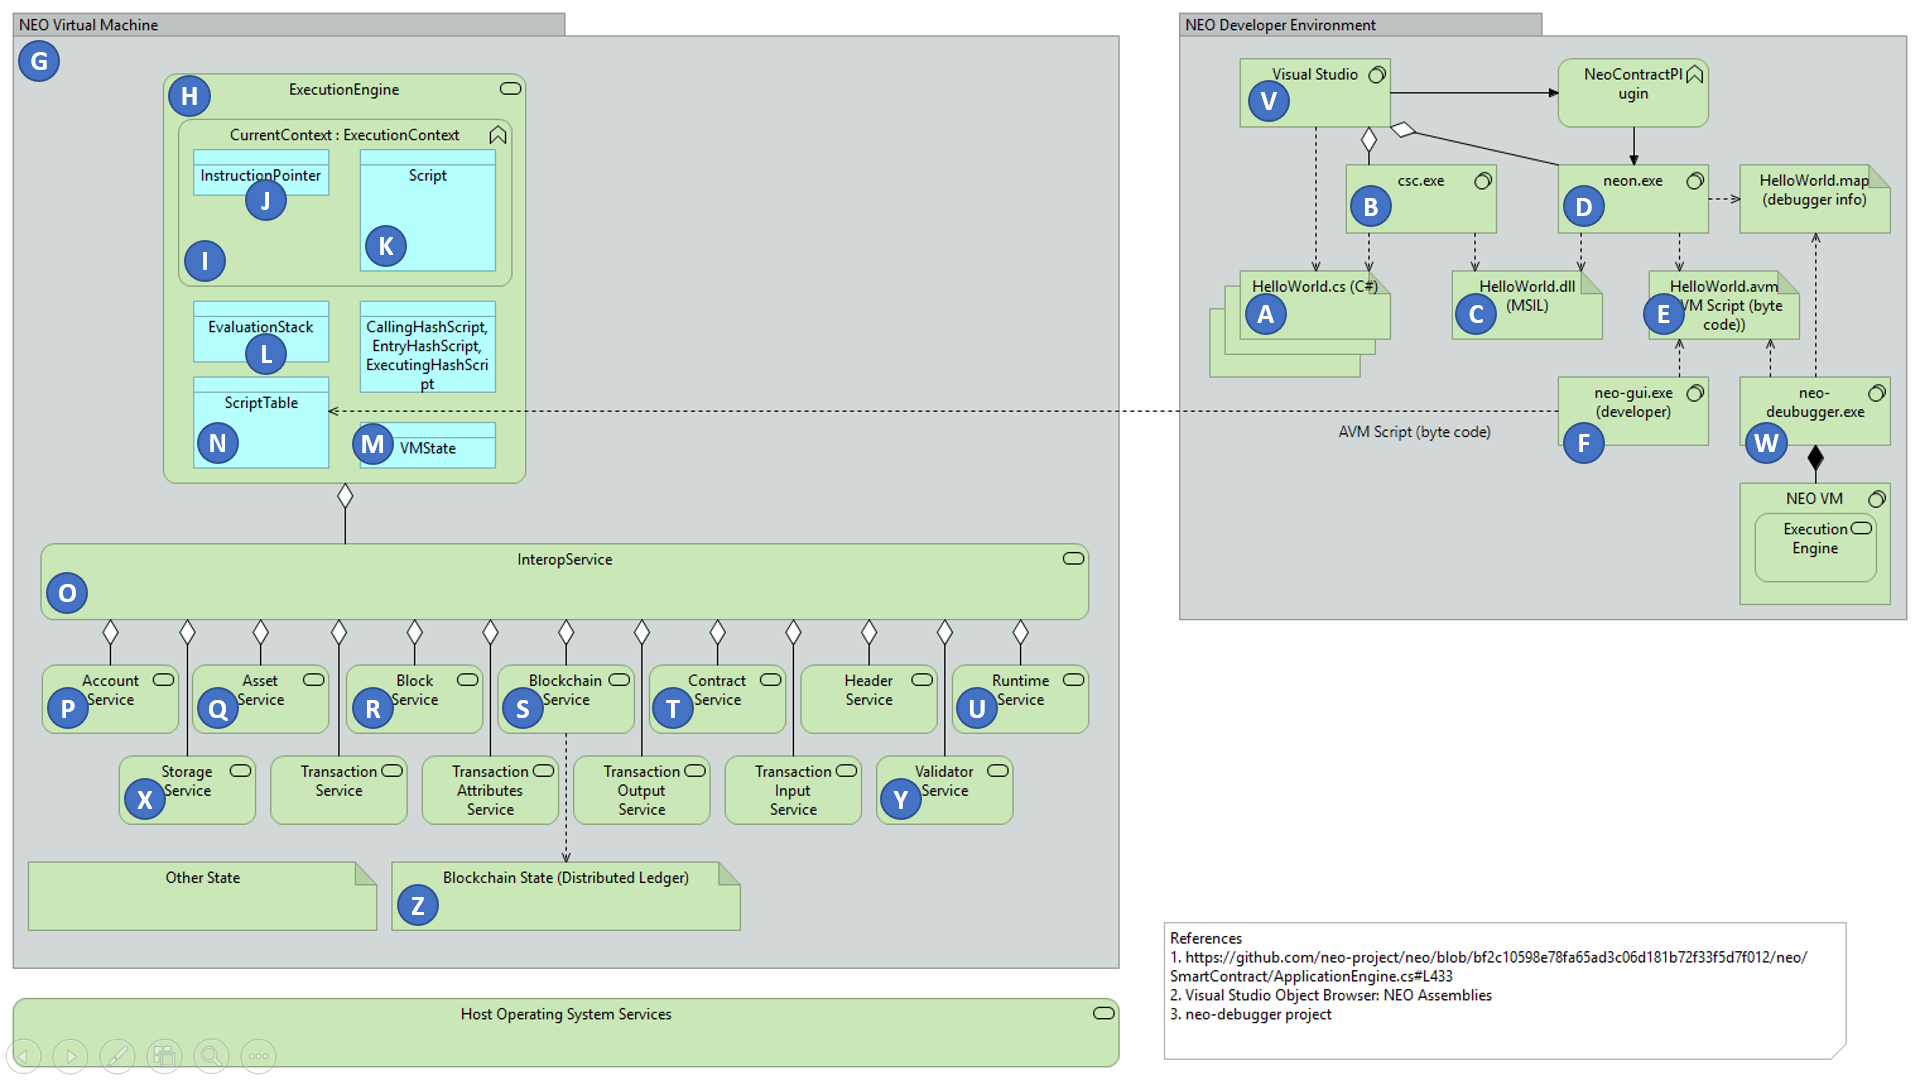 NEO Virtual Machine
G
H
ExecutionEngine
CurrentContext : ExecutionContext
InstructionPointer
J
Script
K
I
EvaluationStack
L
CallingHashScript,
EntryHashScript,
ExecutingHashScri
pt
ScriptTable
N
M
VMState
InteropService
O
Account
Service
P
Asset
Service
Q
Block
Service
R
Blockchain
Service
S
Contract
Service
T
Header
Service
Runtime
Service
U
Storage
Service
X
Transaction
Service
Transaction
Attributes
Service
Transaction
Output
Service
Transaction
Input
Service
Validator
Service
Y
Other State
Blockchain State (Distributed Ledger)
Z
Host Operating System Services
NEO Developer Environment
Visual Studio
V
NeoContractPl
ugin
csc.exe
B
neon.exe
D
HelloWorld.map
(debugger info)
HelloWorld.cs (C#)
A
HelloWorld.dll
(MSIL)
C
HelloWorld.avm
VM Script (byte
code))
E
neo-gui.exe
(developer)
F
neo-
deubugger.exe
W
AVM Script (byte code)
NEO VM
Execution
Engine
References
1. https://github.com/neo-project/neo/blob/bf2c10598e78fa65ad3c06d181b72f33f5d7f012/neo/
SmartContract/ApplicationEngine.cs#L433
2. Visual Studio Object Browser: NEO Assemblies
3. neo-debugger project